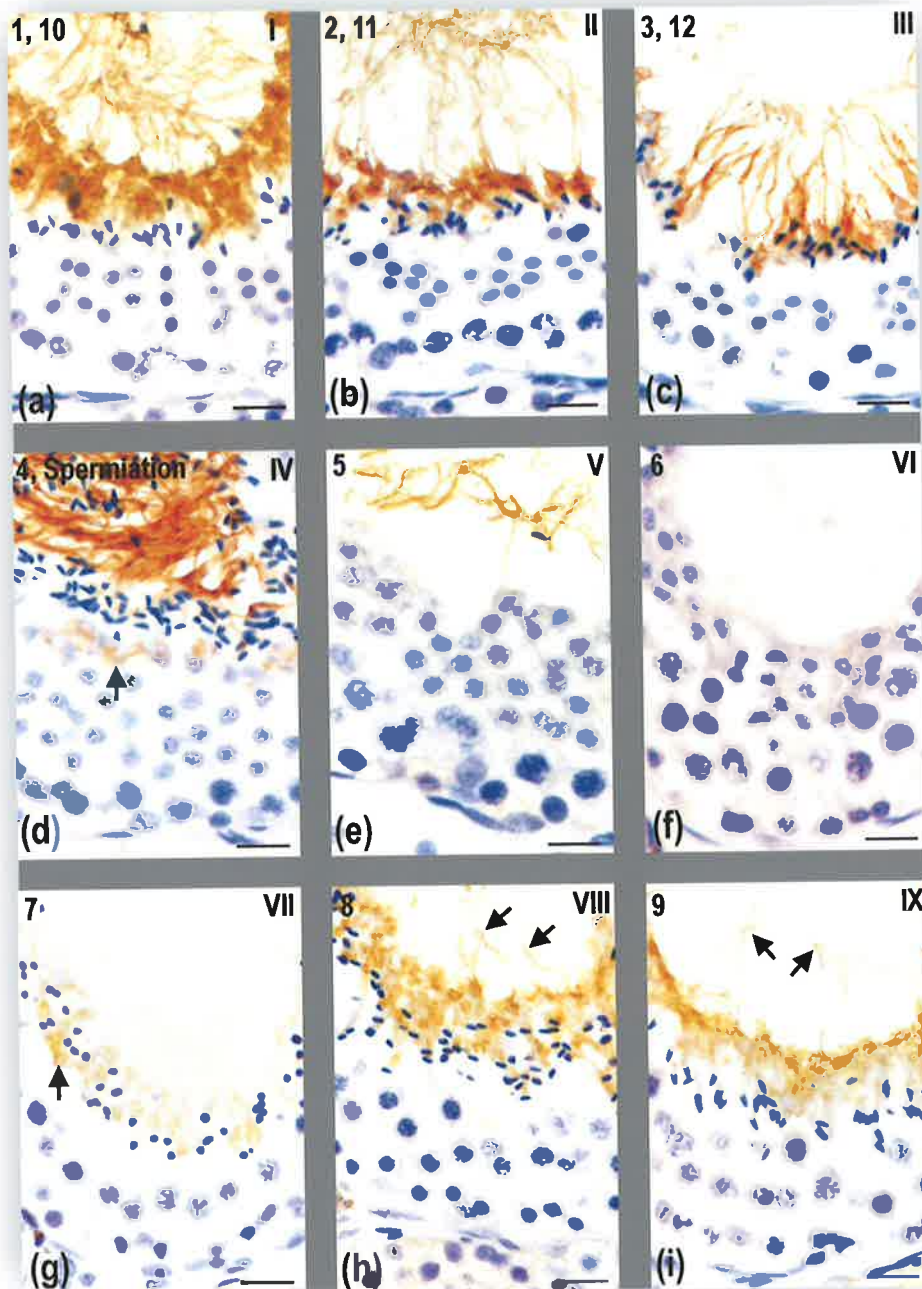 1, 10 I
2, 11 II
3, 12 III
(a)
(b)
(c)
4, Spermiation IV
5 V
6 VI
(d)
(e)
(f)
7 VII
8 VIII
9 IX
(g)
(h)
(i)